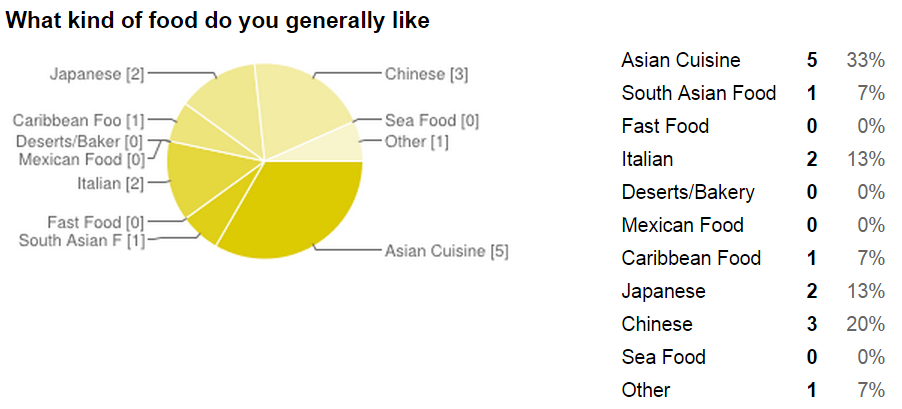 What kind of food do you generally like
Japanese [2]
Chinese [3]
Caribbean Foo [1]
Sea Food [0]
Deserts/Baker [0]
Other [1]
Mexican Food [0]
Italian [2]
Fast Food [0]
South Asian F [1]
Asian Cuisine [5]
Asian Cuisine 5 33%
South Asian Food 1 7%
Fast Food 0 0%
Italian 2 13%
Deserts/Bakery 0 0%
Mexican Food 0 0%
Caribbean Food 1 7%
Japanese 2 13%
Chinese 3 20%
Sea Food 0 0%
Other 1 7%